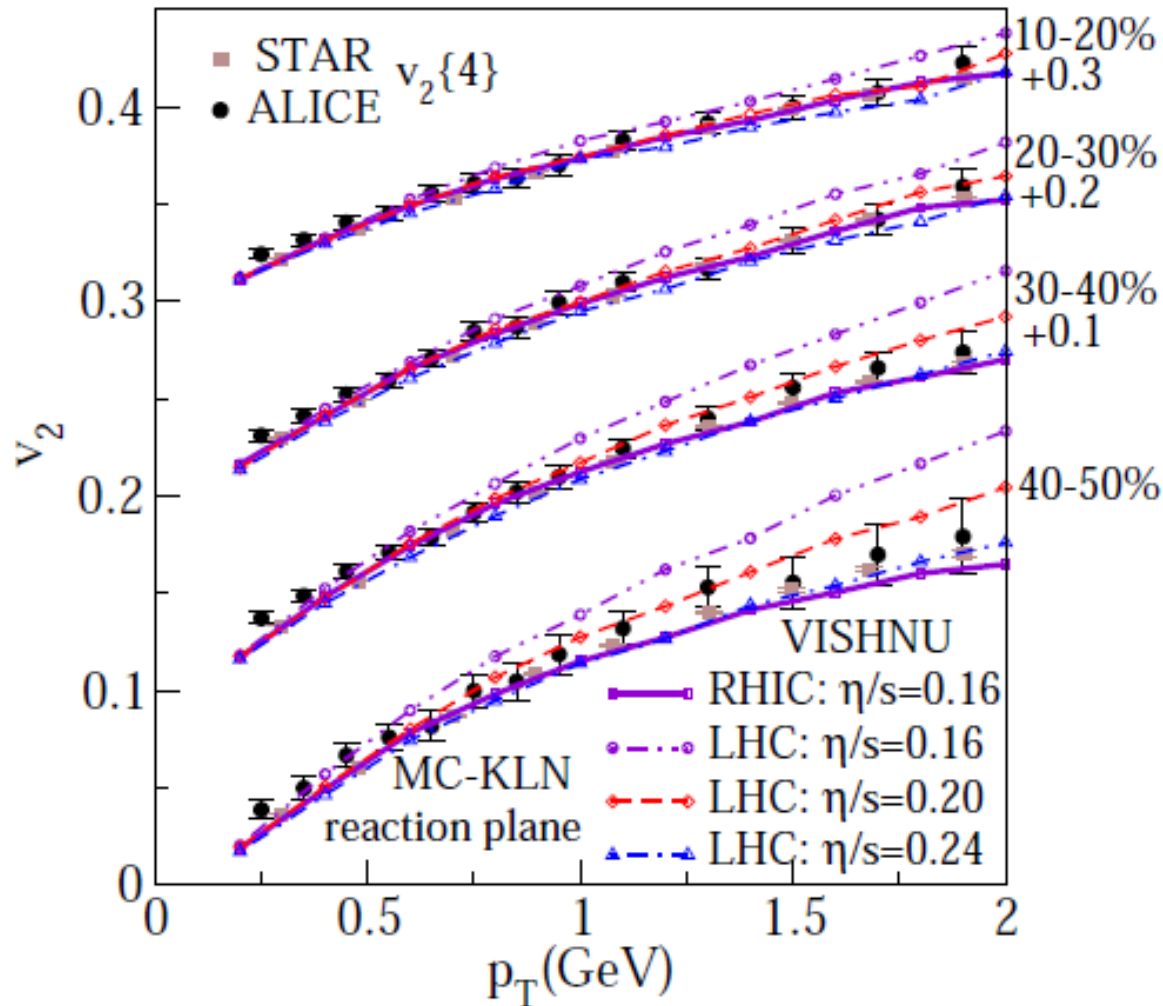 STAR
ALICE
v₂{4}
10-20%
+0.3
20-30%
+0.2
30-40%
+0.1
40-50%
0.4
0.3
0.2
0.1
0
v₂
VISHNU
RHIC: η/s=0.16
LHC: η/s=0.16
LHC: η/s=0.20
LHC: η/s=0.24
MC-KLN
reaction plane
0
0.5
1
1.5
2
p_T(GeV)